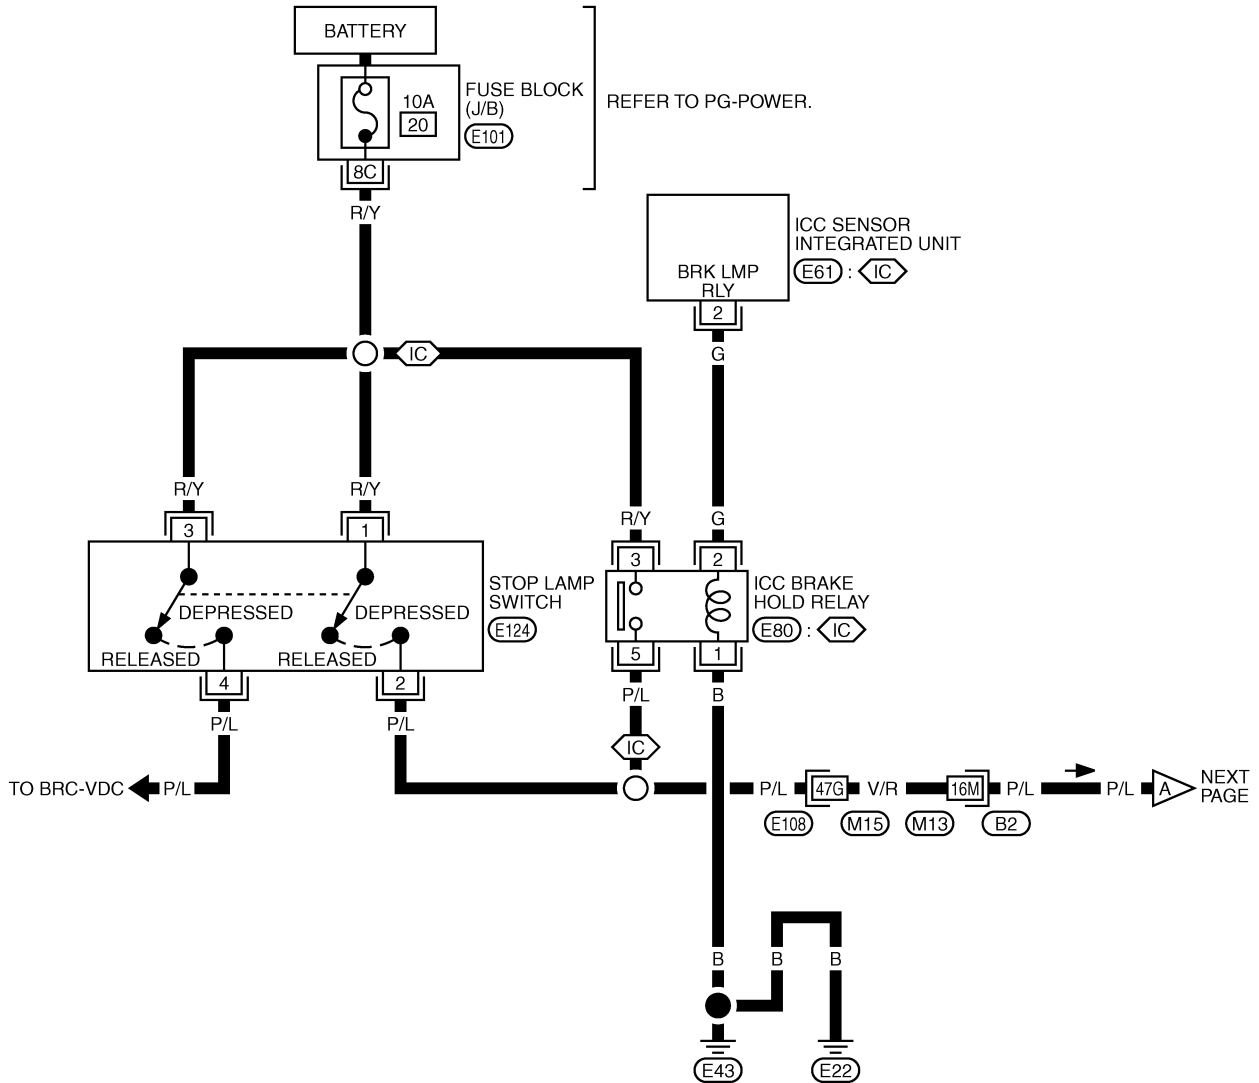 BATTERY
FUSE BLOCK
(J/B)
10A
20
E101
REFER TO PG-POWER.
8C
R/Y
ICC SENSOR
INTEGRATED UNIT
E61 : IC
BRK LMP
RLY
2
G
IC
R/Y
R/Y
R/Y
G
3
1
3
2
STOP LAMP
SWITCH
E124
DEPRESSED
DEPRESSED
RELEASED
RELEASED
ICC BRAKE
HOLD RELAY
E80 : IC
4
2
5
1
P/L
P/L
P/L
B
IC
TO BRC-VDC
P/L
P/L
47G
V/R
16M
P/L
P/L
A
NEXT
PAGE
E108
M15
M13
B2
B
B
B
E43
E22